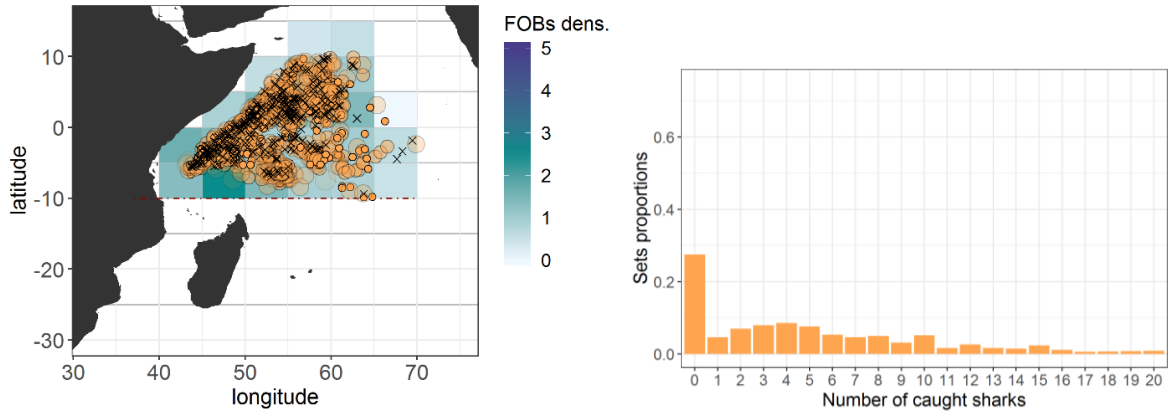 FOBs dens.
5
4
3
2
1
0
10
0
-10
-20
-30
latitude
30 40 50 60 70
longitude
0.6
0.4
0.2
0.0
Sets proportions
0 1 2 3 4 5 6 7 8 9 10 11 12 13 14 15 16 17 18 19 20
Number of caught sharks